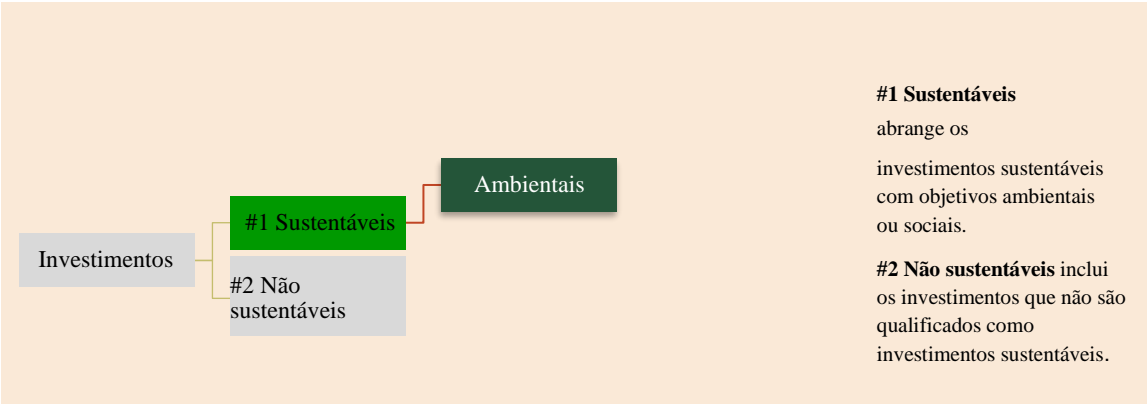 Investimentos
#1 Sustentáveis
#2 Não
sustentáveis
Ambientais
#1 Sustentáveis
abrange os
investimentos sustentáveis
com objetivos ambientais
ou sociais.
#2 Não sustentáveis inclui
os investimentos que não são
qualificados como
investimentos sustentáveis.